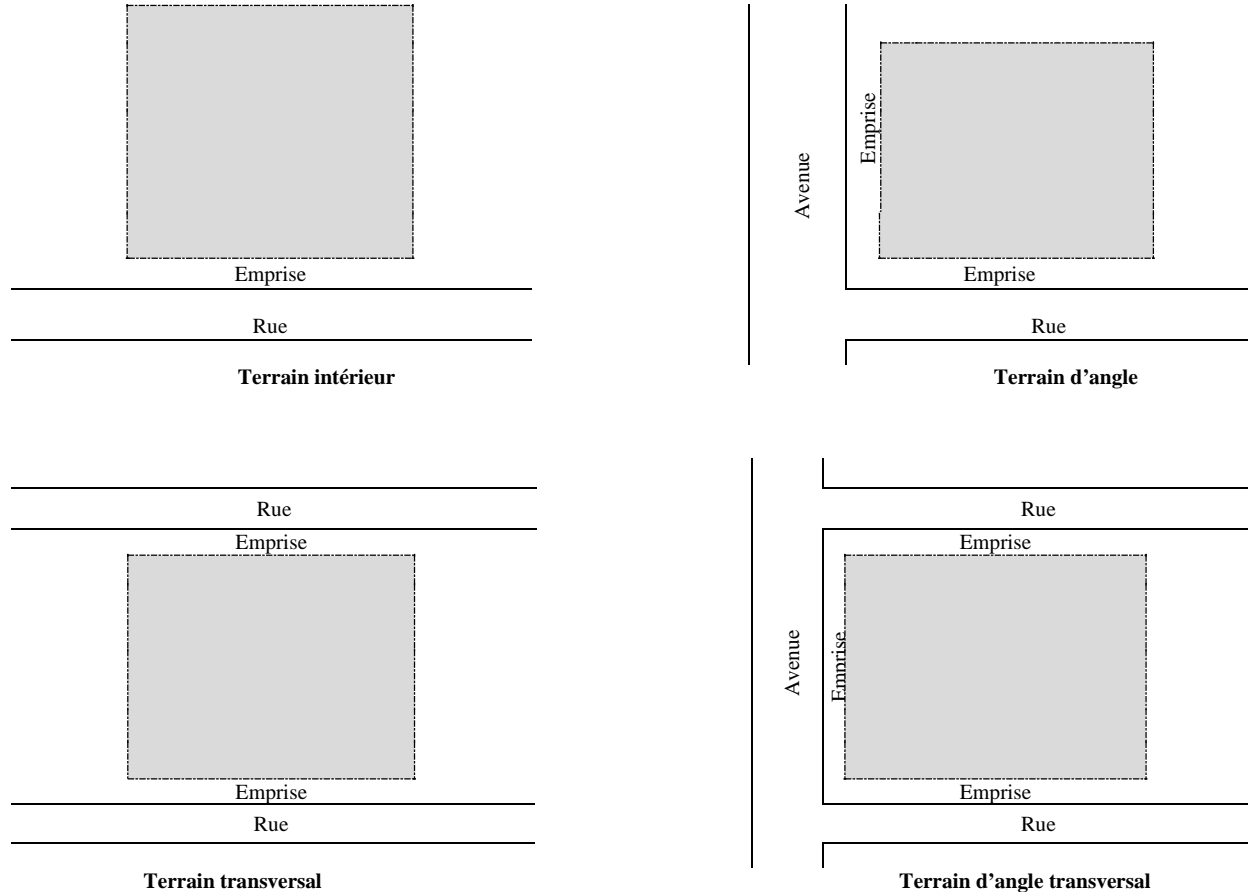 Emprise
Rue
Terrain intérieur
Avenue
Emprise
Emprise
Rue
Terrain d’angle
Rue
Emprise
Emprise
Rue
Terrain transversal
Rue
Emprise
Avenue
Emprise
Emprise
Rue
Terrain d’angle transversal